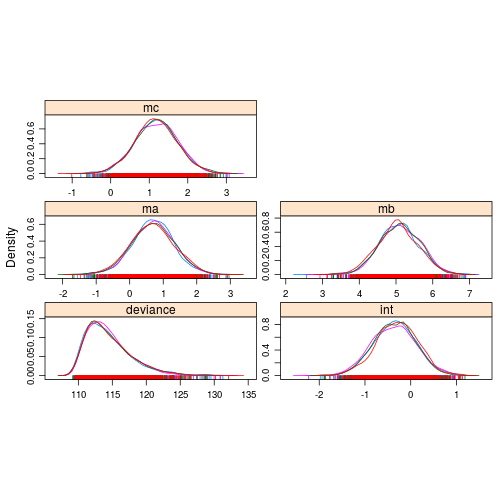 mc
0.0 0.2 0.4 0.6
-1 0 1 2 3
ma
mb
0.0 0.2 0.4 0.6
0.0 0.2 0.4 0.6 0.8
-2 -1 0 1 2 3
2 3 4 5 6 7
Density
deviance
int
0.00 0.05 0.10 0.15
0.0 0.4 0.8
110 115 120 125 130 135
-2 -1 0 1